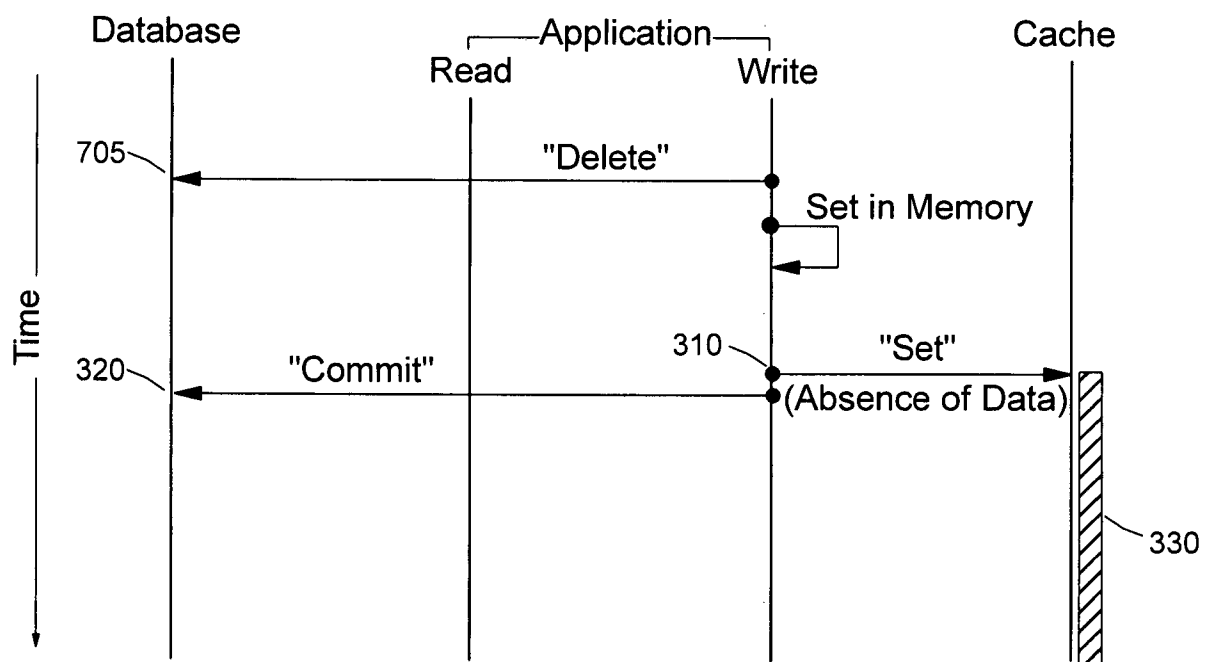 Database
Application
Cache
Read
Write
705
"Delete"
Set in Memory
Time
310
"Set"
320
"Commit"
(Absence of Data)
330